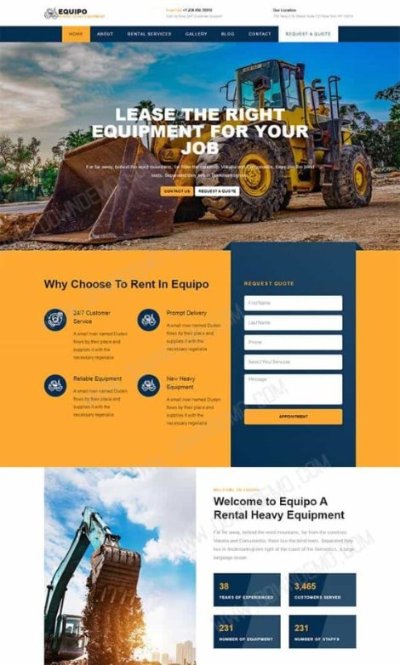 EQUIPO
Our Location
HOME ABOUT RENTAL SERVICES GALLERY BLOG CONTACT REQUEST A QUOTE
LEASE THE RIGHT
EQUIPMENT FOR YOUR
JOB
Far far away, behind the word mountains, far from the countries Vokalia and Consonantia, there live the blind
texts. Separated they live in Bookmarksgrove
CONTACT US REQUEST A QUOTE
Why Choose To Rent In Equipo
24/7 Customer
Service
A small river named Duden
flows by their place and
supplies it with the
necessary regelialia
Prompt Delivery
A small river named Duden
flows by their place and
supplies it with the
necessary regelialia
Reliable Equipment
A small river named Duden
flows by their place and
supplies it with the
necessary regelialia
New Heavy
Equipment
A small river named Duden
flows by their place and
supplies it with the
necessary regelialia
REQUEST QUOTE
First Name
Last Name
Phone
Select Your Services
Message
APPOINTMENT
WELCOME TO EQUIPO
Welcome to Equipo A
Rental Heavy Equipment
Far far away, behind the word mountains, far from the countries
Vokalia and Consonantia, there live the blind texts. Separated they
live in Bookmarksgrove right at the coast of the Semantics, a large
language ocean.
38
YEARS OF EXPERIENCED
3,465
CUSTOMERS SERVED
231
NUMBER OF EQUIPMENT
231
NUMBER OF STAFFS